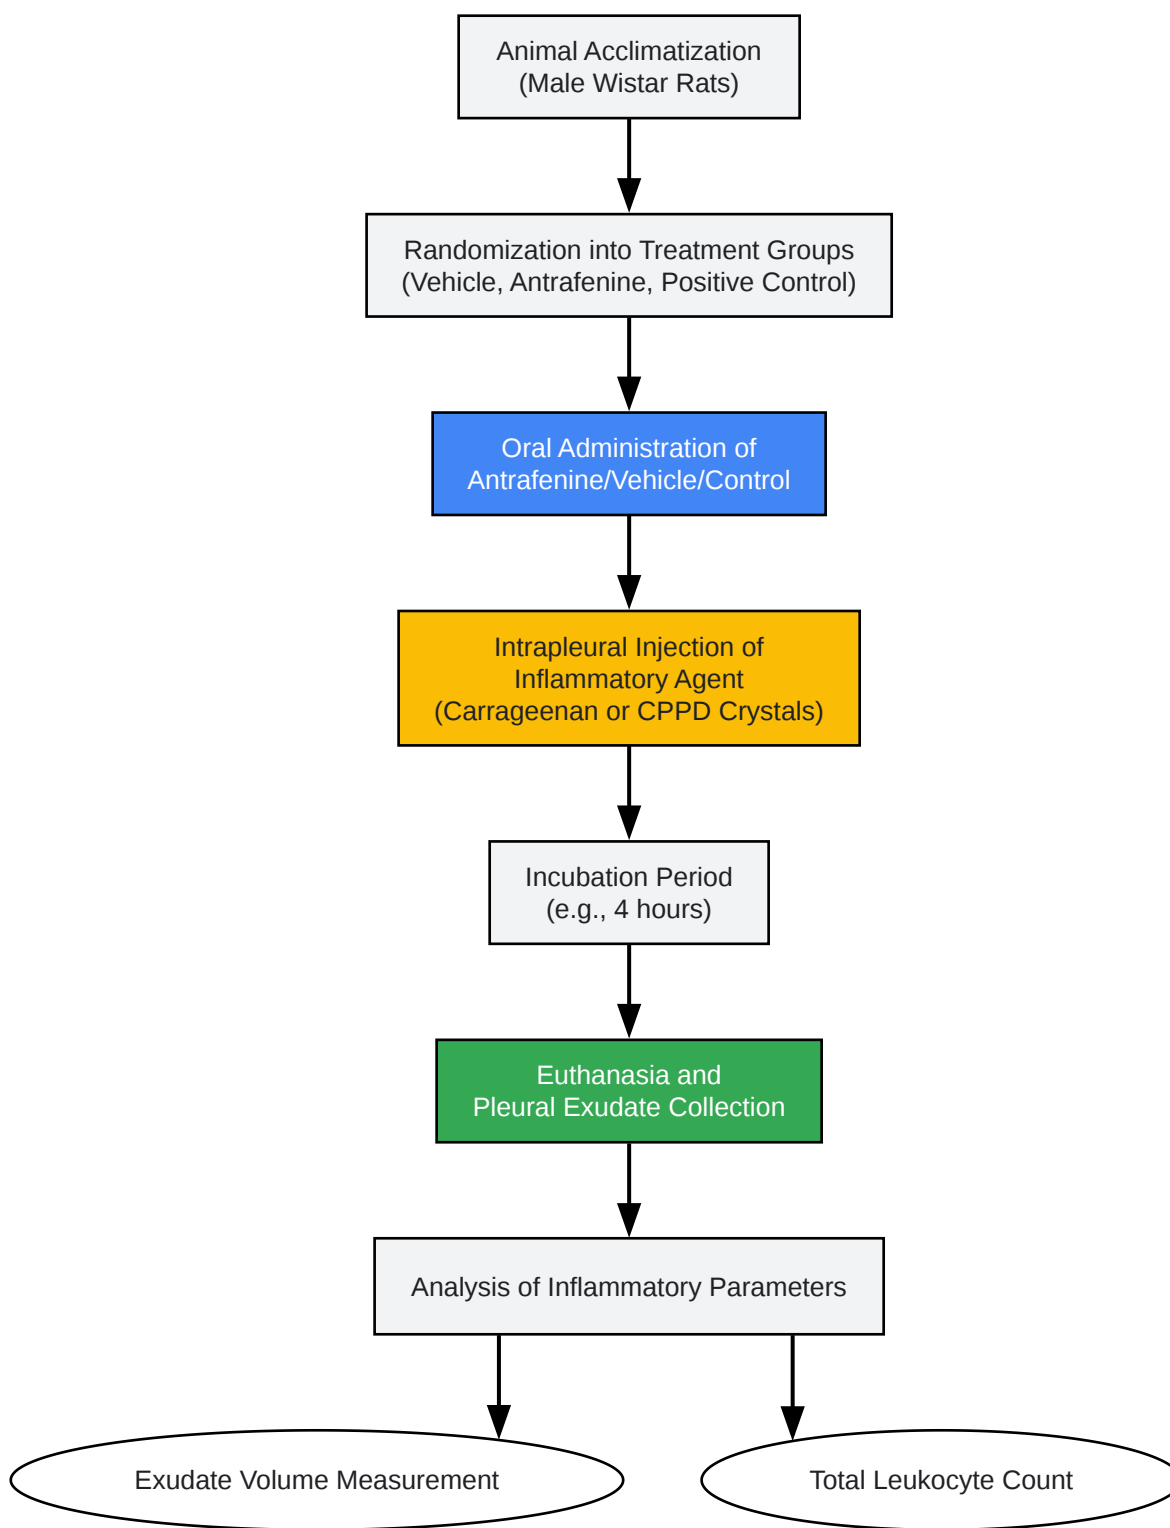 Animal Acclimatization
(Male Wistar Rats)
Randomization into Treatment Groups
(Vehicle, Antrafenine, Positive Control)
Oral Administration of
Antrafenine/Vehicle/Control
Intrapleural Injection of
Inflammatory Agent
(Carrageenan or CPPD Crystals)
Incubation Period
(e.g., 4 hours)
Euthanasia and
Pleural Exudate Collection
Analysis of Inflammatory Parameters
Exudate Volume Measurement
Total Leukocyte Count